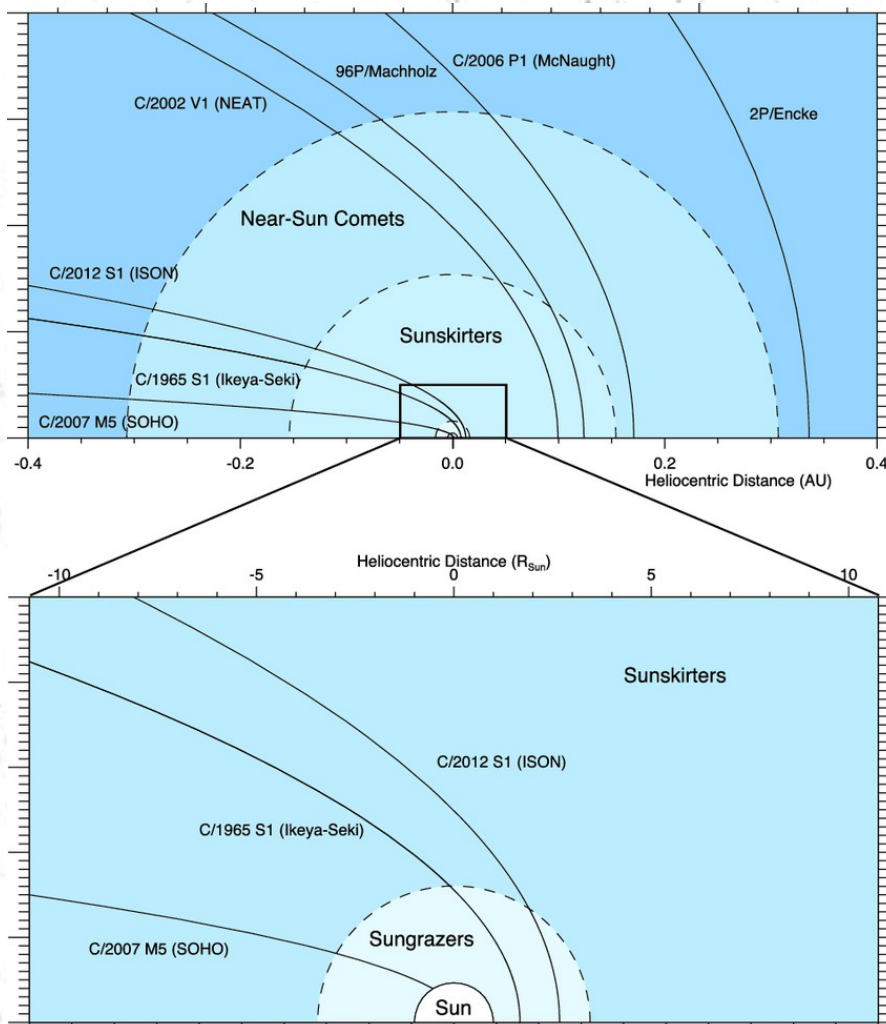 C/2006 P1 (McNaught)
96P/Machholz
C/2002 V1 (NEAT)
2P/Encke
Near-Sun Comets
C/2012 S1 (ISON)
Sunskirters
C/1965 S1 (Ikeya-Seki)
C/2007 M5 (SOHO)
-0.4 -0.2 0.0 0.2 0.4
Heliocentric Distance (AU)
Heliocentric Distance (RSun)
-10 -5 0 5 10
Sunskirters
C/2012 S1 (ISON)
C/1965 S1 (Ikeya-Seki)
Sungrazers
C/2007 M5 (SOHO)
Sun